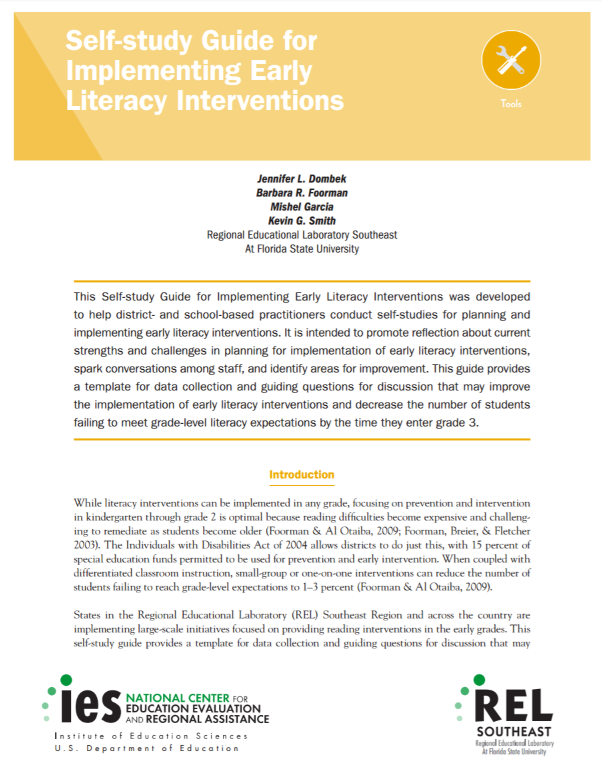 Self-study Guide for
Implementing Early
Literacy Interventions
Tools
Jennifer L. Dombek
Barbara R. Foorman
Mishel Garcia
Kevin G. Smith
Regional Educational Laboratory Southeast
At Florida State University
This Self-study Guide for Implementing Early Literacy Interventions was developed
to help district- and school-based practitioners conduct self-studies for planning and
implementing early literacy interventions. It is intended to promote reflection about current
strengths and challenges in planning for implementation of early literacy interventions,
spark conversations among staff, and identify areas for improvement. This guide provides
a template for data collection and guiding questions for discussion that may improve
the implementation of early literacy interventions and decrease the number of students
failing to meet grade-level literacy expectations by the time they enter grade 3.
Introduction
While literacy interventions can be implemented in any grade, focusing on prevention and intervention
in kindergarten through grade 2 is optimal because reading difficulties become expensive and challeng-
ing to remediate as students become older (Foorman & Al Otaiba, 2009; Foorman, Breier, & Fletcher
2003). The Individuals with Disabilities Act of 2004 allows districts to do just this, with 15 percent of
special education funds permitted to be used for prevention and early intervention. When coupled with
differentiated classroom instruction, small-group or one-on-one interventions can reduce the number of
students failing to reach grade-level expectations to 1–3 percent (Foorman & Al Otaiba, 2009).
States in the Regional Educational Laboratory (REL) Southeast Region and across the country are
implementing large-scale initiatives focused on providing reading interventions in the early grades. This
self-study guide provides a template for data collection and guiding questions for discussion that may
ies
NATIONAL CENTER FOR
EDUCATION EVALUATION
AND REGIONAL ASSISTANCE
Institute of Education Sciences
U.S. Department of Education
REL
SOUTHEAST
Regional Educational Laboratory
At Florida State University